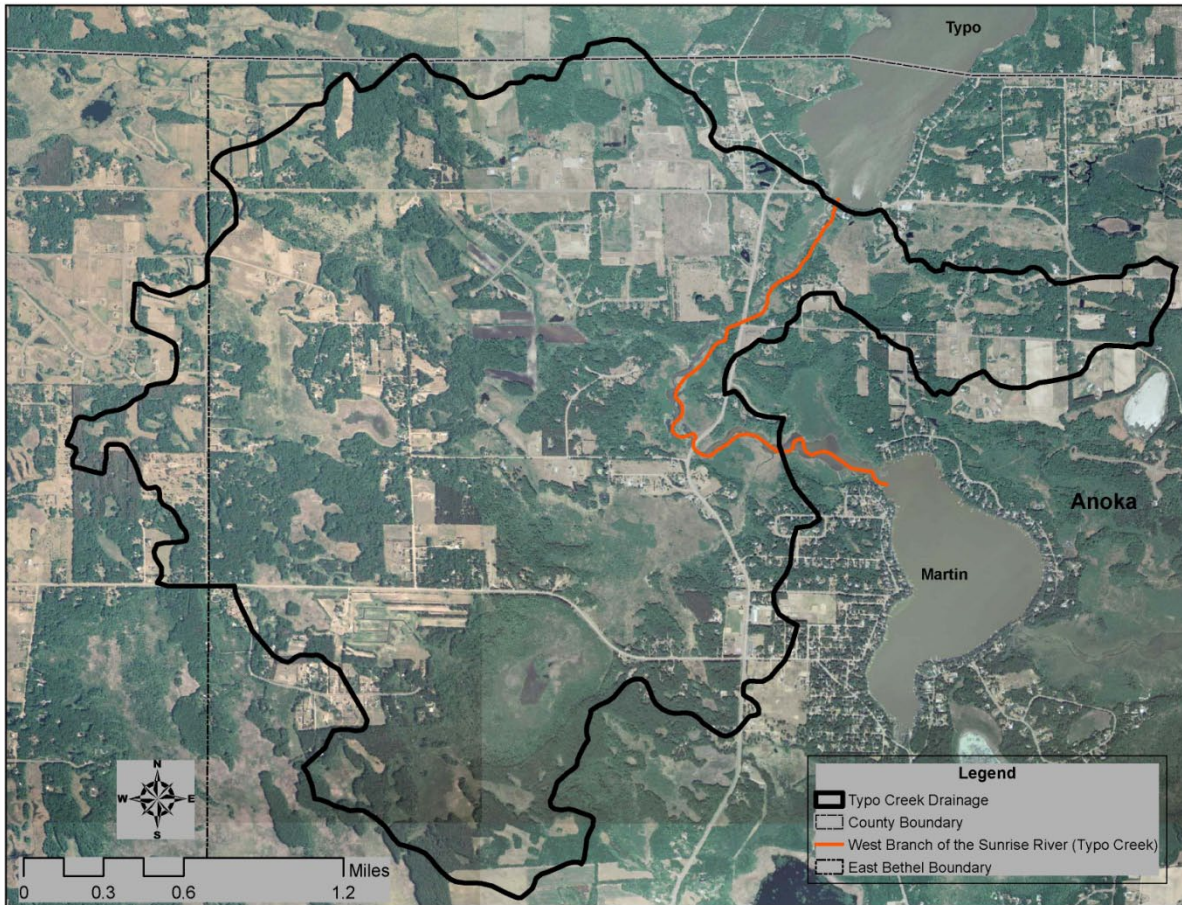 Typo
Anoka
Martin
N
W E
S
0 0.3 0.6 1.2 Miles
Legend
Typo Creek Drainage
County Boundary
West Branch of the Sunrise River (Typo Creek)
East Bethel Boundary